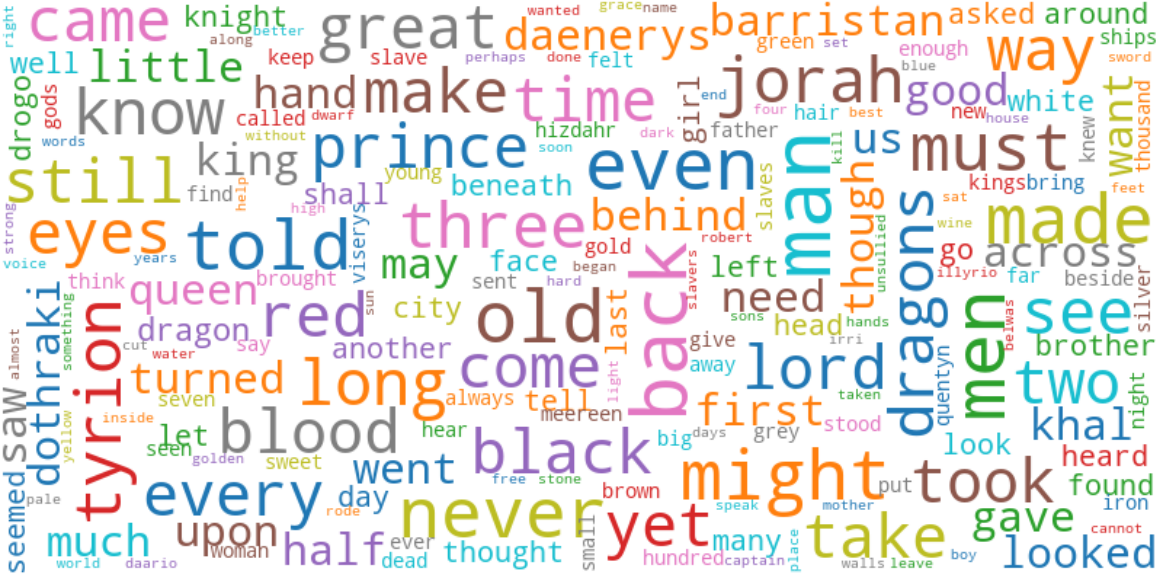 right
came
knight
better
along
great
wanted
grace
name
daenerys
barristan
asked
around
ships
well
little
keep
slave
perhaps
done
felt
green
set
enough
way
sword
drogo
gods
know
hand
make
time
girl
end
jorah
blue
good
white
want
thousand
called
dwarf
four
hair
best
new
house
words
without
king
prince
hizdahr
soon
dark
father
even
man
kill
us
must
knew
still
find
help
shall
young
beneath
slaves
though
kings
bring
feet
strong
eyes
high
told
viserys
three
behind
robert
unsullied
dragons
sat
wine
made
voice
years
may
face
gold
began
back
slavers
left
go
across
illyrio
far
beside
silver
think
queen
brought
sun
city
sent
hard
old
last
need
sons
head
hands
men
belwas
see
dothraki
something
tyrion
dragon
red
say
another
give
irri
brother
almost
cut
water
turned
long
come
light
away
lord
quentyn
two
night
saw
seven
always
tell
meereen
first
taken
khal
yellow
inside
let
seen
blood
hear
black
big
days
grey
stood
look
heard
seemed
golden
sweet
went
free
stone
might
put
took
found
pale
every
rode
day
never
brown
speak
mother
iron
much
upon
woman
half
ever
small
yet
many
place
take
gave
cannot
world
daario
dead
thought
hundred
captain
walls
leave
boy
looked